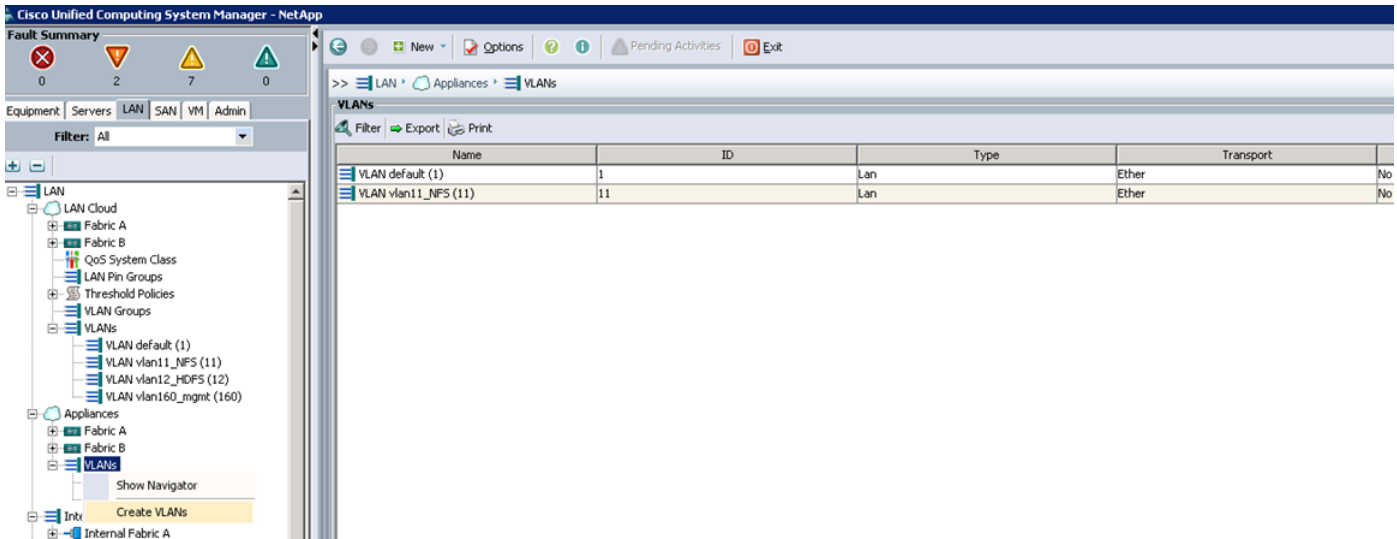 Cisco Unified Computing System Manager - NetApp
Fault Summary
0 2 7 0
New Options Pending Activities Exit
>> LAN Appliances VLANs
Equipment Servers LAN SAN VM Admin
Filter: All
VLANs
Filter Export Print
Name ID Type Transport
VLAN default (1) 1 Lan Ether No
VLAN vlan11_NFS (11) 11 Lan Ether No
LAN
LAN Cloud
Fabric A
Fabric B
QoS System Class
LAN Pin Groups
Threshold Policies
VLAN Groups
VLANs
VLAN default (1)
VLAN vlan11_NFS (11)
VLAN vlan12_HDFS (12)
VLAN vlan160_mgmt (160)
Appliances
Fabric A
Fabric B
VLANs
Show Navigator
Create VLANs
Internal Fabric A